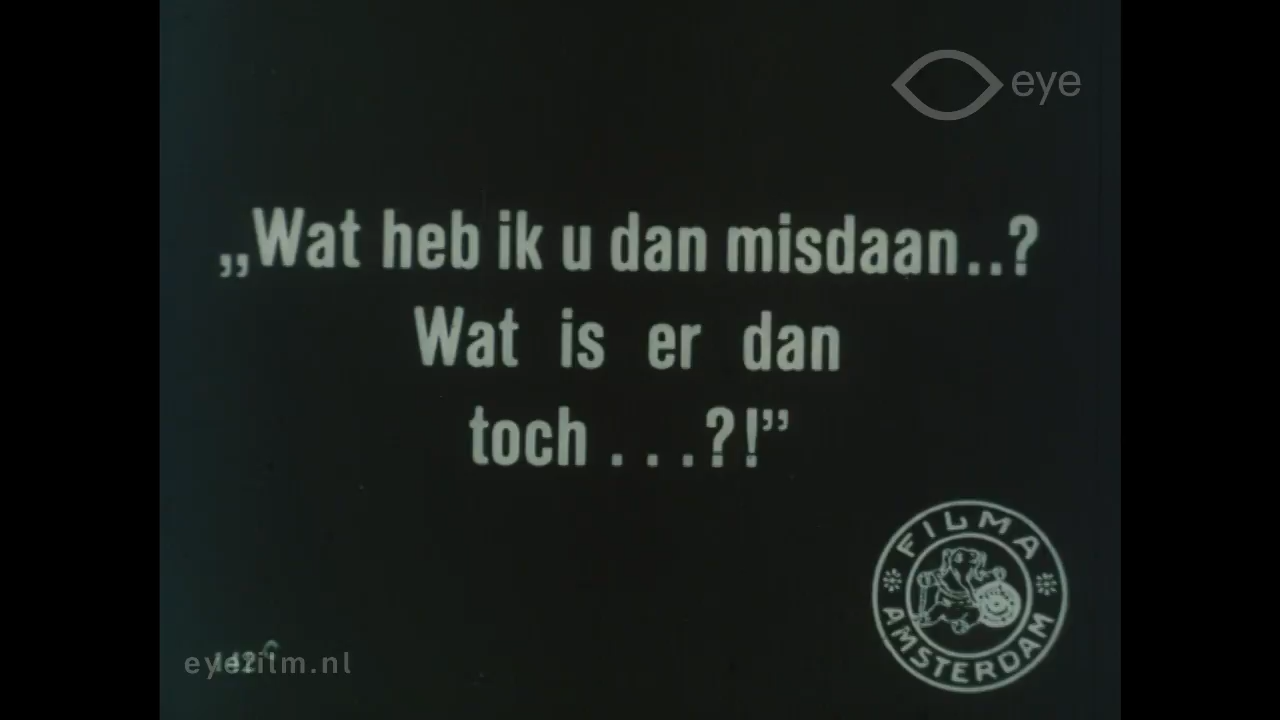 eye
„Wat heb ik u dan misdaan..?
Wat is er dan
toch . . .?!”
FILMA
AMSTERDAM
eyefilm.nl